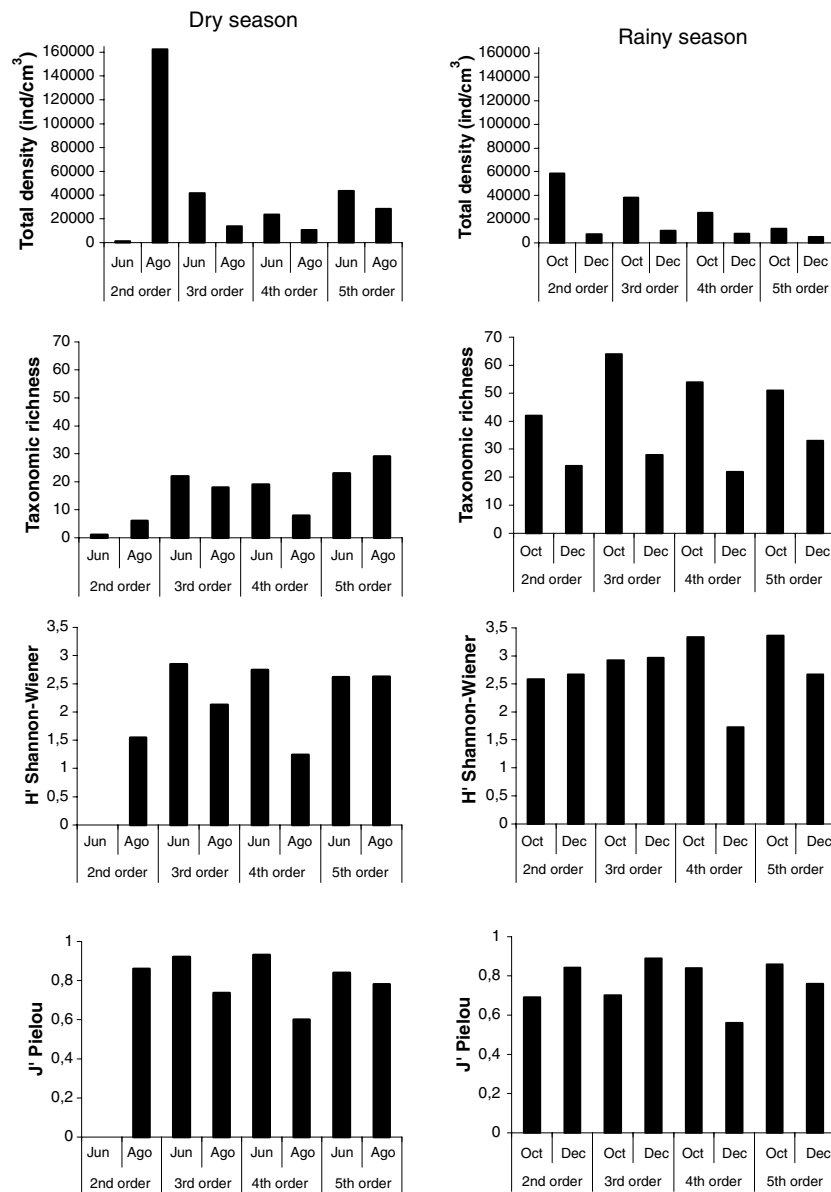 Dry season
Total density (ind/cm³)
160000
140000
120000
100000
80000
60000
40000
20000
0
Jun Ago Jun Ago Jun Ago Jun Ago
2nd order 3rd order 4th order 5th order
Rainy season
Total density (ind/cm³)
160000
140000
120000
100000
80000
60000
40000
20000
0
Oct Dec Oct Dec Oct Dec Oct Dec
2nd order 3rd order 4th order 5th order
Taxonomic richness
70
60
50
40
30
20
10
0
Jun Ago Jun Ago Jun Ago Jun Ago
2nd order 3rd order 4th order 5th order
Taxonomic richness
70
60
50
40
30
20
10
0
Oct Dec Oct Dec Oct Dec Oct Dec
2nd order 3rd order 4th order 5th order
H' Shannon-Wiener
3,5
3
2,5
2
1,5
1
0,5
0
Jun Ago Jun Ago Jun Ago Jun Ago
2nd order 3rd order 4th order 5th order
H' Shannon-Wiener
3,5
3
2,5
2
1,5
1
0,5
0
Oct Dec Oct Dec Oct Dec Oct Dec
2nd order 3rd order 4th order 5th order
J' Pielou
1
0,8
0,6
0,4
0,2
0
Jun Ago Jun Ago Jun Ago Jun Ago
2nd order 3rd order 4th order 5th order
J' Pielou
1
0,8
0,6
0,4
0,2
0
Oct Dec Oct Dec Oct Dec Oct Dec
2nd order 3rd order 4th order 5th order